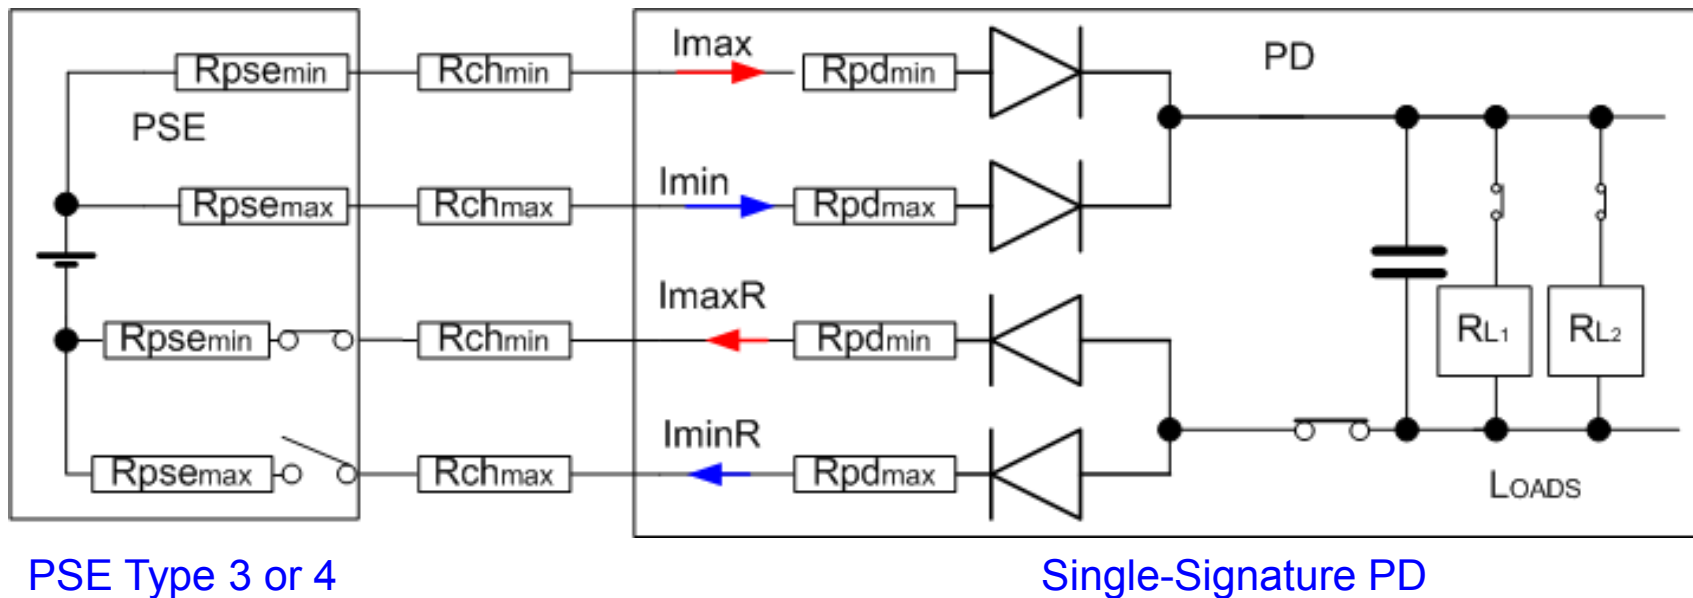 Imax
PD
Rpsemin
Rchmin
Rpdmin
PSE
Imin
Rpsemax
Rchmax
Rpdmax
ImaxR
Rpsemin
Rchmin
Rpdmin
RL1
RL2
IminR
Rpsemax
Rchmax
Rpdmax
LOADS
PSE Type 3 or 4
Single-Signature PD